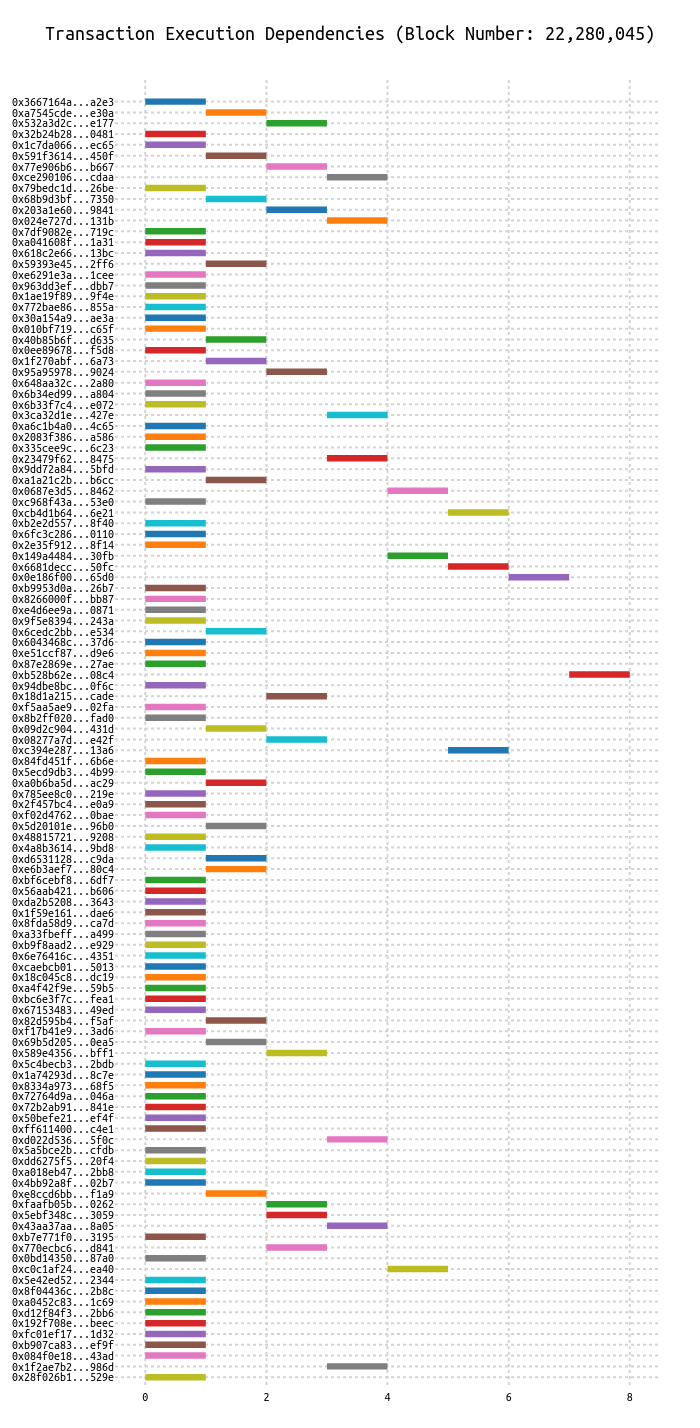 Transaction Execution Dependencies (Block Number: 22,280,045)
0x3667164a...a2e3
0xa7545cde...e30a
0x532a3d2c...e177
0x32b24b28...0481
0x1c7da066...ec65
0x591f3614...450f
0x77e906b6...b667
0xce290106...cdaa
0x79bedc1d...26be
0x68b9d3bf...7350
0x203a1e60...9841
0x024e727d...131b
0x7df9082e...719c
0xa041608f...1a31
0x618c2e66...13bc
0x59393e45...2ff6
0xe6291e3a...1cee
0x963dd3ef...dbb7
0x1ae19f89...9f4e
0x772bae86...855a
0x30a154a9...ae3a
0x010bf719...c65f
0x40b85b6f...d635
0x0ee89678...f5d8
0x1f270abf...6a73
0x95a95978...9024
0x648aa32c...2a80
0x6b34ed99...a804
0x6b33f7c4...e072
0x3ca32d1e...427e
0xa6c1b4a0...4c65
0x2083f386...a586
0x335cee9c...6c23
0x23479f62...8475
0x9dd72a84...5bfd
0xa1a21c2b...b6cc
0x0687e3d5...8462
0xc968f43a...53e0
0xcb4d1b64...6e21
0xb2e2d557...8f40
0x6fc3c286...0110
0x2e35f912...8f14
0x149a4484...30fb
0x6681decc...50fc
0x0e186f00...65d0
0xb9953d0a...26b7
0x8266000f...bb87
0xe4d6ee9a...0871
0x9f5e8394...243a
0x6cedc2bb...e534
0x6043468c...37d6
0xe51ccf87...d9e6
0x87e2869e...27ae
0xb528b62e...08c4
0x94dbe8bc...0f6c
0x18d1a215...cade
0xf5aa5ae9...02fa
0x8b2ff020...fad0
0x09d2c904...431d
0x08277a7d...e42f
0xc394e287...13a6
0x84fd451f...6b6e
0x5ecd9db3...4b99
0xa0b6ba5d...ac29
0x785ee8c0...219e
0x2f457bc4...e0a9
0xf02d4762...0bae
0x5d20101e...96b0
0x48815721...9208
0x4a8b3614...9bd8
0xd6531128...c9da
0xe6b3aef7...80c4
0xbf6cebf8...6df7
0x56aab421...b606
0xda2b5208...3643
0x1f59e161...dae6
0x8fda58d9...ca7d
0xa33fbeff...a499
0xb9f8aad2...e929
0x6e76416c...4351
0xcaebcb01...5013
0x18c045c8...dc19
0xa4f42f9e...59b5
0xbc6e3f7c...fea1
0x67153483...49ed
0x82d595b4...f5af
0xf17b41e9...3ad6
0x69b5d205...0ea5
0x589e4356...bff1
0x5c4becb3...2bdb
0x1a74293d...8c7e
0x8334a973...68f5
0x72764d9a...046a
0x72b2ab91...841e
0x50befe21...ef4f
0xff611400...c4e1
0xd022d536...5f0c
0x5a5bce2b...cfdb
0xdd6275f5...20f4
0xa018eb47...2bb8
0x4bb92a8f...02b7
0xe8ccd6bb...f1a9
0xfaafb05b...0262
0x5ebf348c...3059
0x43aa37aa...8a05
0xb7e771f0...3195
0x770ecbc6...d841
0x0bd14350...87a0
0xc0c1af24...ea40
0x5e42ed52...2344
0x8f04436c...2b8c
0xa0452c83...1c69
0xd12f84f3...2bb6
0x192f708e...beec
0xfc01ef17...1d32
0xb907ca83...ef9f
0x084f0e18...43ad
0x1f2ae7b2...986d
0x28f026b1...529e
0 2 4 6 8